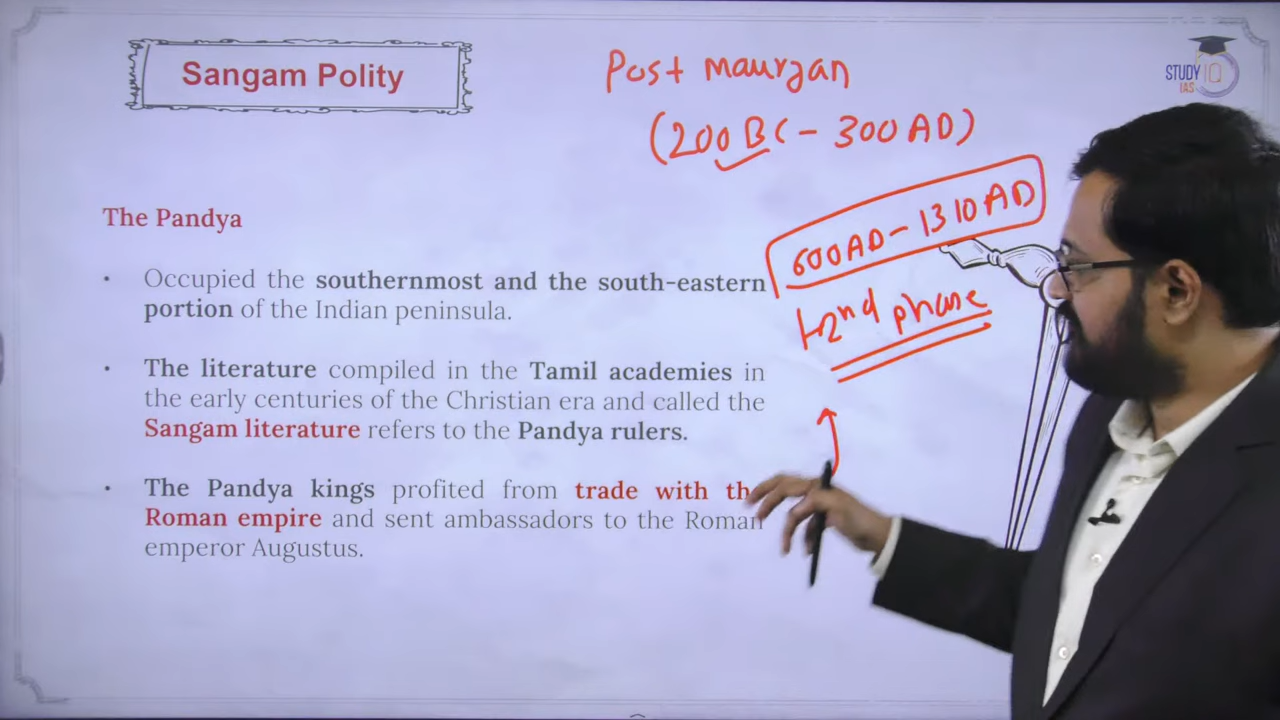 Sangam Polity
Post mauryan
(200 BC - 300 AD)
STUDY IQ
IAS
600 AD - 1310 AD
2nd phase
The Pandya
• Occupied the southernmost and the south-eastern
portion of the Indian peninsula.
• The literature compiled in the Tamil academies in
the early centuries of the Christian era and called the
Sangam literature refers to the Pandya rulers.
• The Pandya kings profited from trade with the
Roman empire and sent ambassadors to the Roman
emperor Augustus.